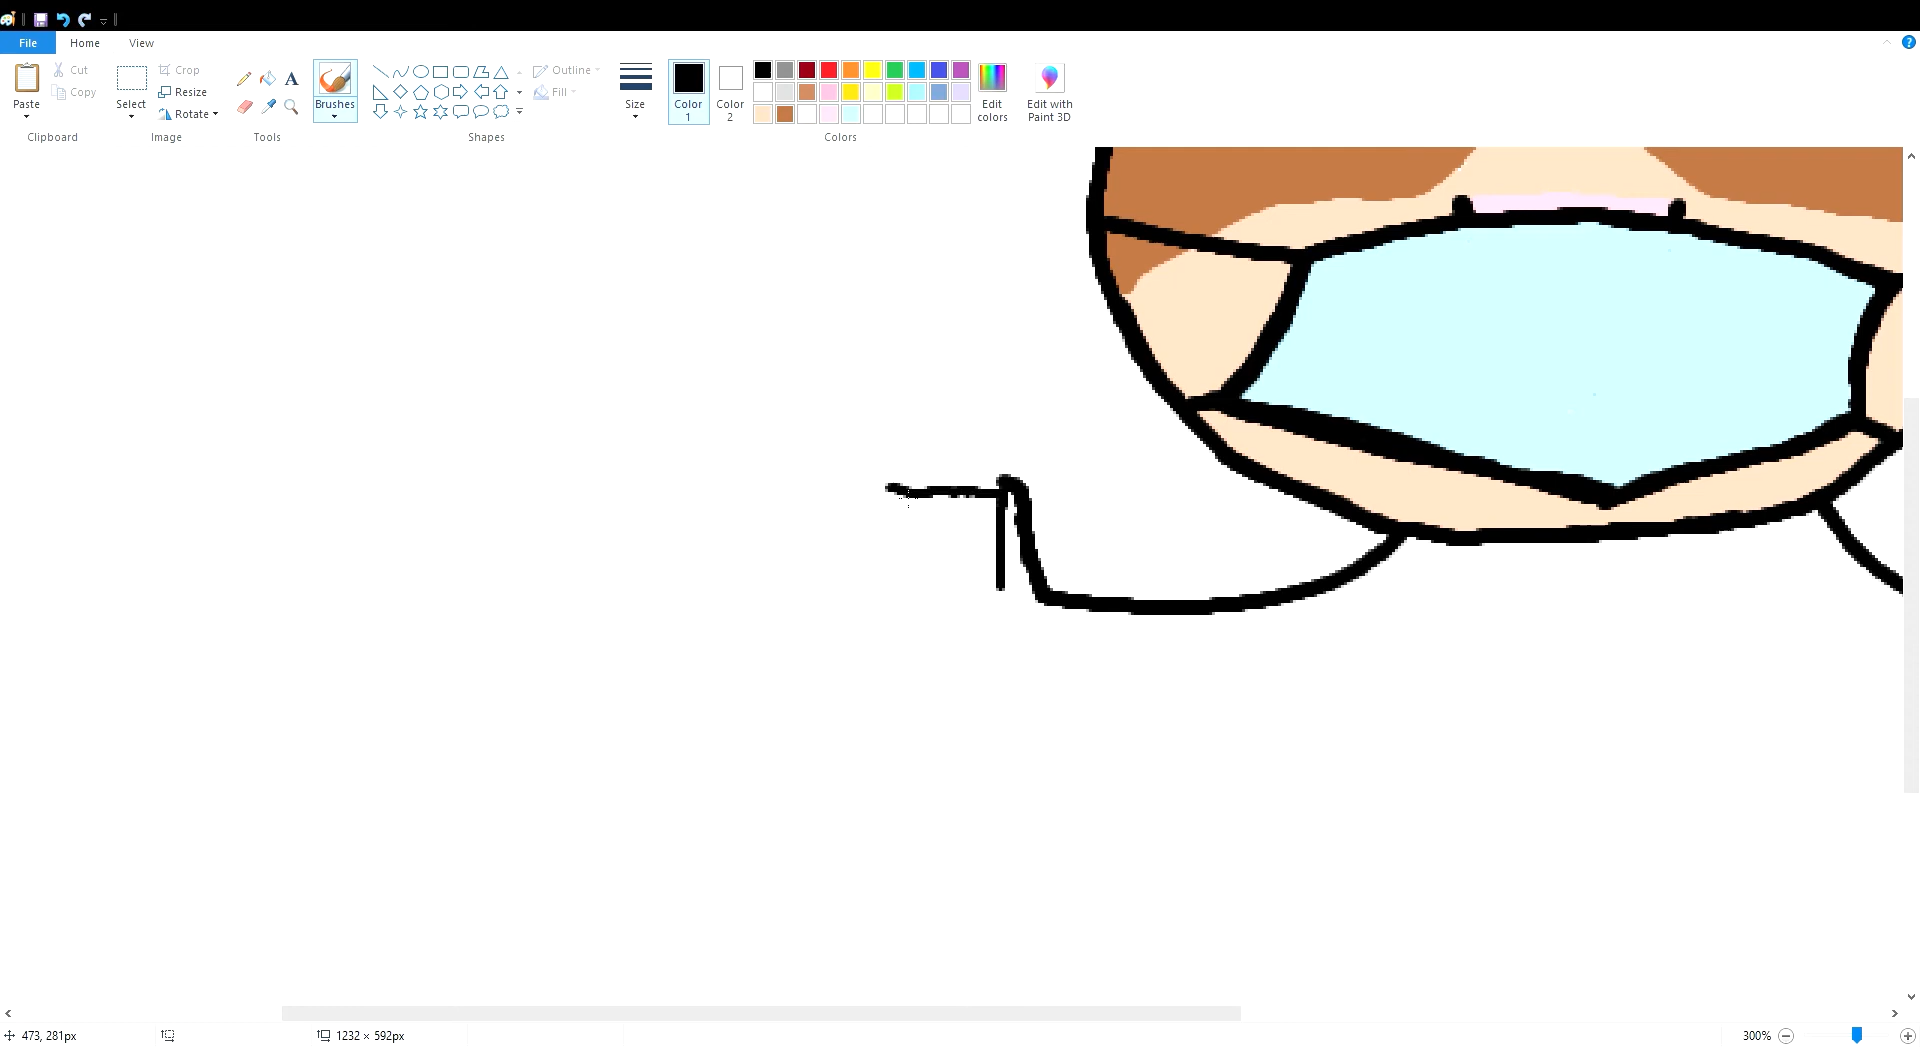 File Home View
Paste
Cut
Copy
Clipboard
Select
Crop
Resize
Rotate
Image
A
Tools
Brushes
Outline
Fill
Shapes
Size
Color 1
Color 2
Edit colors
Colors
Edit with Paint 3D
?
473, 281px
1232 × 592px
300%